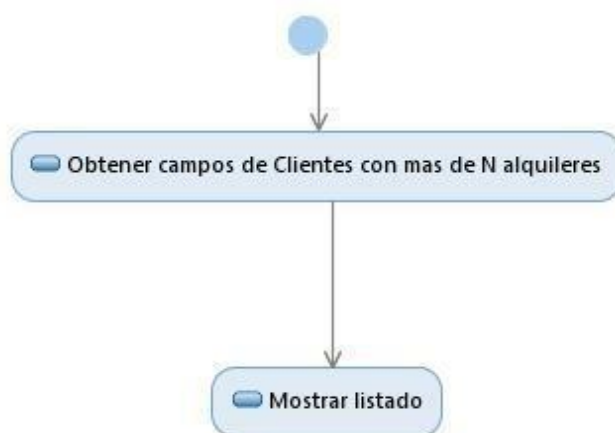 Obtener campos de Clientes con mas de N alquileres
Mostrar listado